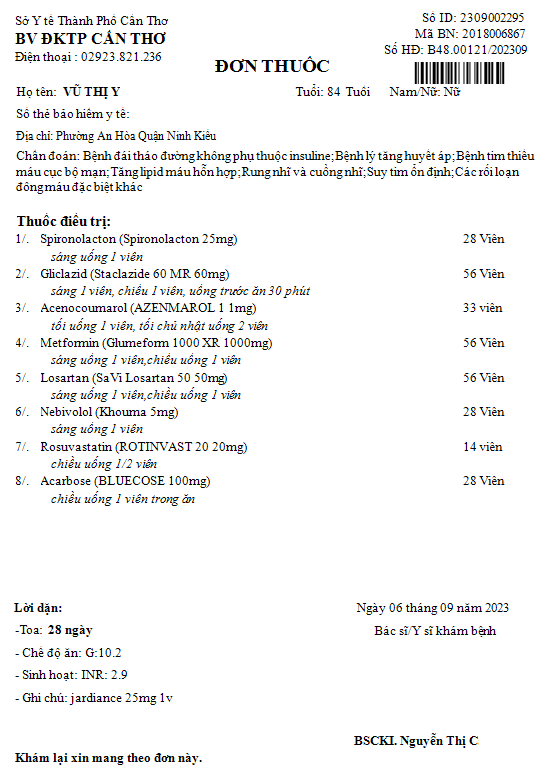 Sở Y tế Thành Phố Cần Thơ
BV ĐKTP CẦN THƠ
Điện thoại : 02923.821.236
Số ID: 2309002295
Mã BN: 2018006867
Số HĐ: B48.00121/202309
ĐƠN THUỐC
Họ tên: VŨ THỊ Y Tuổi: 84 Tuổi Nam/Nữ: Nữ
Số thẻ bảo hiểm y tế:
Địa chỉ: Phường An Hòa Quận Ninh Kiều
Chẩn đoán: Bệnh đái tháo đường không phụ thuộc insuline;Bệnh lý tăng huyết áp;Bệnh tim thiếu
máu cục bộ mạn;Tăng lipid máu hỗn hợp;Rung nhĩ và cuồng nhĩ;Suy tim ổn định;Các rối loạn
đông máu đặc biệt khác
Thuốc điều trị:
1/. Spironolacton (Spironolacton 25mg) 28 Viên
sáng uống 1 viên
2/. Gliclazid (Staclazide 60 MR 60mg) 56 Viên
sáng 1 viên, chiều 1 viên, uống trước ăn 30 phút
3/. Acenocoumarol (AZENMAROL 1 1mg) 33 viên
tối uống 1 viên, tối chủ nhật uống 2 viên
4/. Metformin (Glumeform 1000 XR 1000mg) 56 Viên
sáng uống 1 viên,chiều uống 1 viên
5/. Losartan (SaVi Losartan 50 50mg) 56 Viên
sáng uống 1 viên,chiều uống 1 viên
6/. Nebivolol (Khouma 5mg) 28 Viên
sáng uống 1 viên
7/. Rosuvastatin (ROTINVAST 20 20mg) 14 viên
chiều uống 1/2 viên
8/. Acarbose (BLUECOSE 100mg) 28 Viên
chiều uống 1 viên trong ăn
Lời dặn:
-Toa: 28 ngày
- Chế độ ăn: G:10.2
- Sinh hoạt: INR: 2.9
- Ghi chú: jardiance 25mg 1v
Ngày 06 tháng 09 năm 2023
Bác sĩ/Y sĩ khám bệnh
BSCKI. Nguyễn Thị C
Khám lại xin mang theo đơn này.